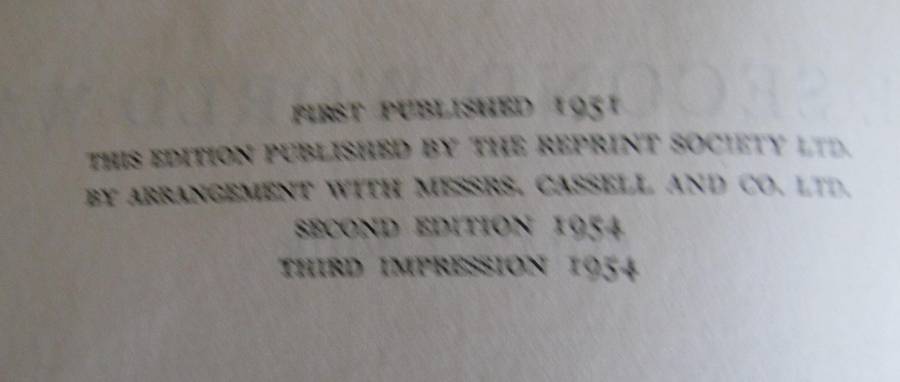 FIRST PUBLISHED 1951
THIS EDITION PUBLISHED BY THE REPRINT SOCIETY LTD.
BY ARRANGEMENT WITH MESSRS. CASSELL AND CO. LTD.
SECOND EDITION 1954
THIRD IMPRESSION 1954